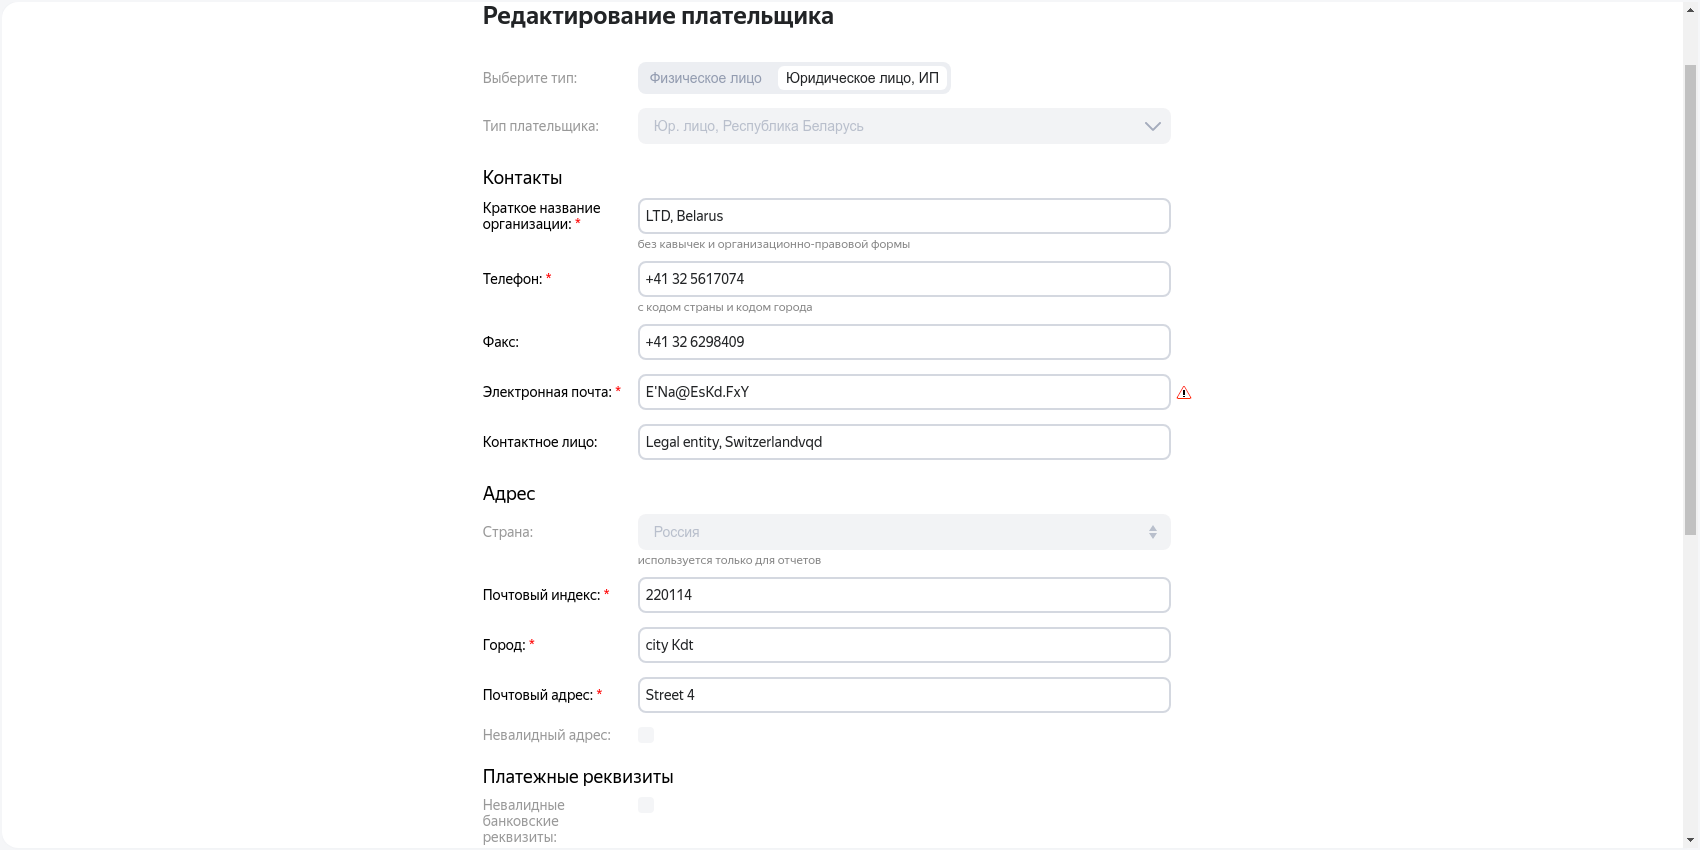 Редактирование плательщика
Выберите тип:
Физическое лицо
Юридическое лицо, ИП
Тип плательщика:
Юр. лицо, Республика Беларусь
Контакты
Краткое название
организации: *
LTD, Belarus
без кавычек и организационно-правовой формы
Телефон: *
+41 32 5617074
с кодом страны и кодом города
Факс:
+41 32 6298409
Электронная почта: *
E'Na@EsKd.FxY
Контактное лицо:
Legal entity, Switzerlandvqd
Адрес
Страна:
Россия
используется только для отчетов
Почтовый индекс: *
220114
Город: *
city Kdt
Почтовый адрес: *
Street 4
Невалидный адрес:
Платежные реквизиты
Невалидные
банковские
реквизиты: